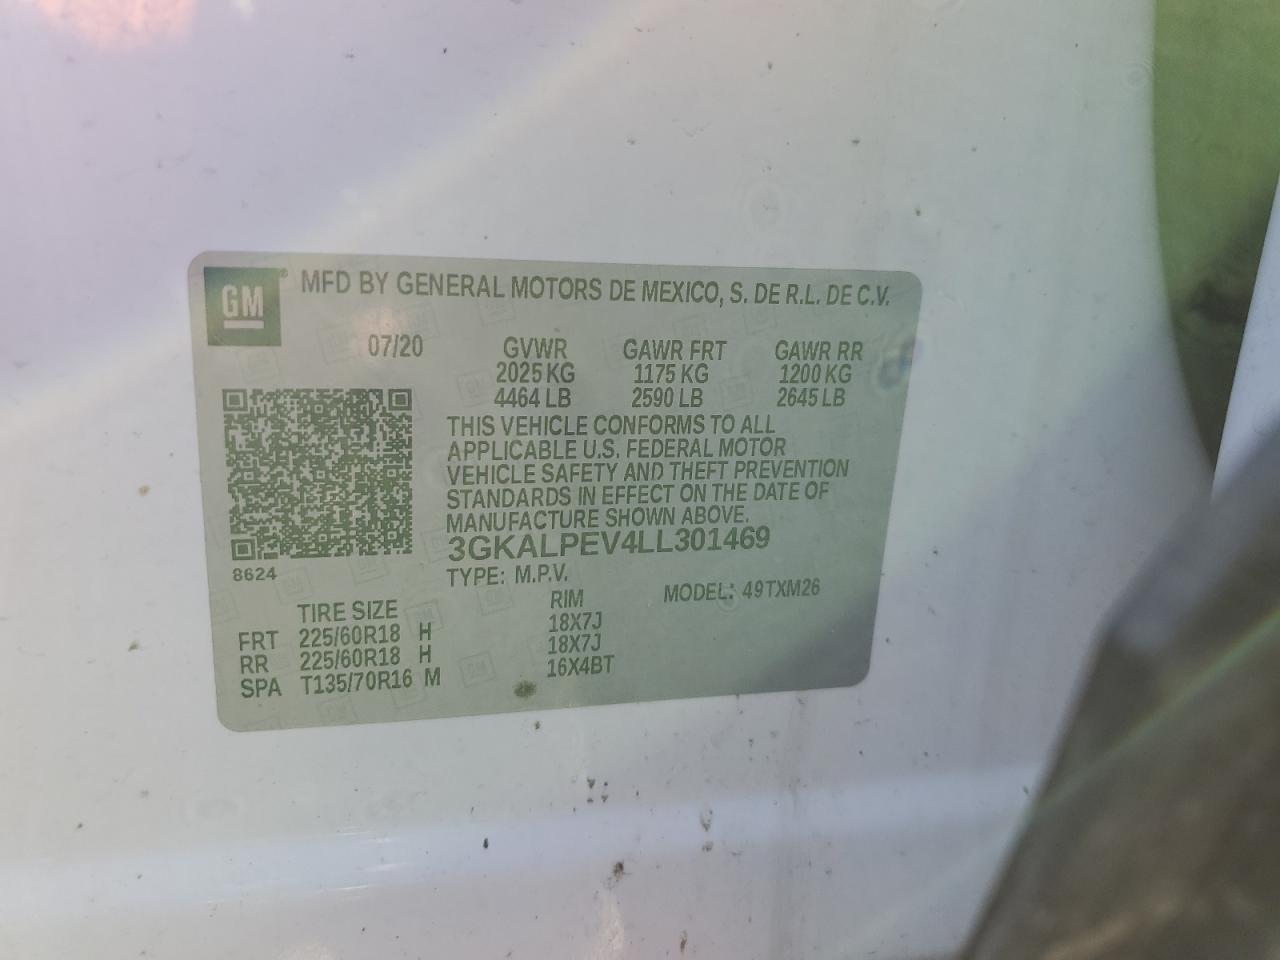 GM
MFD BY GENERAL MOTORS DE MEXICO, S. DE R.L. DE C.V.
07/20 GVWR GAWR FRT GAWR RR
2025 KG 1175 KG 1200 KG
4464 LB 2590 LB 2645 LB
THIS VEHICLE CONFORMS TO ALL
APPLICABLE U.S. FEDERAL MOTOR
VEHICLE SAFETY AND THEFT PREVENTION
STANDARDS IN EFFECT ON THE DATE OF
MANUFACTURE SHOWN ABOVE.
3GKALPEV4LL301469
8624
TYPE: M.P.V. MODEL: 49TXM26
TIRE SIZE RIM
FRT 225/60R18 H 18X7J
RR 225/60R18 H 18X7J
SPA T135/70R16 M 16X4BT